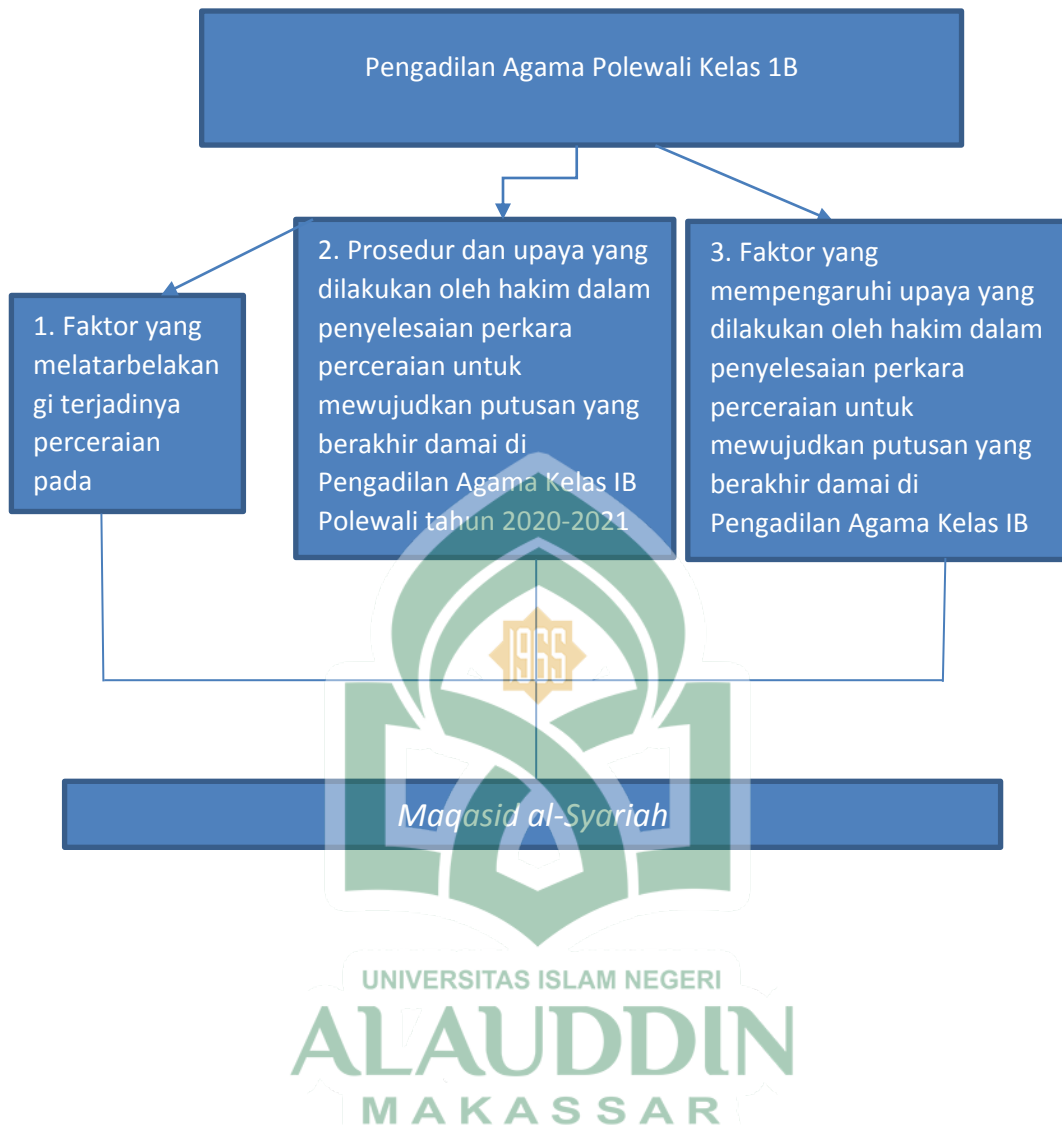 Pengadilan Agama Polewali Kelas 1B
1. Faktor yang
melatarbelakan
gi terjadinya
perceraian
pada
2. Prosedur dan upaya yang
dilakukan oleh hakim dalam
penyelesaian perkara
perceraian untuk
mewujudkan putusan yang
berakhir damai di
Pengadilan Agama Kelas IB
Polewali tahun 2020-2021
3. Faktor yang
mempengaruhi upaya yang
dilakukan oleh hakim dalam
penyelesaian perkara
perceraian untuk
mewujudkan putusan yang
berakhir damai di
Pengadilan Agama Kelas IB
1965
Maqasid al-Syariah
UNIVERSITAS ISLAM NEGERI
ALAUDDIN
MAKASSAR